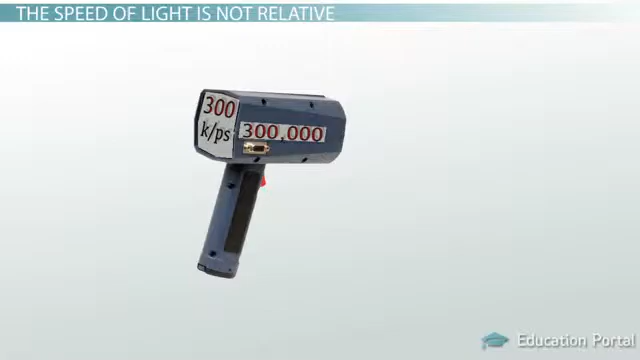 THE SPEED OF LIGHT IS NOT RELATIVE
300
k/ps
300,000
Education Portal